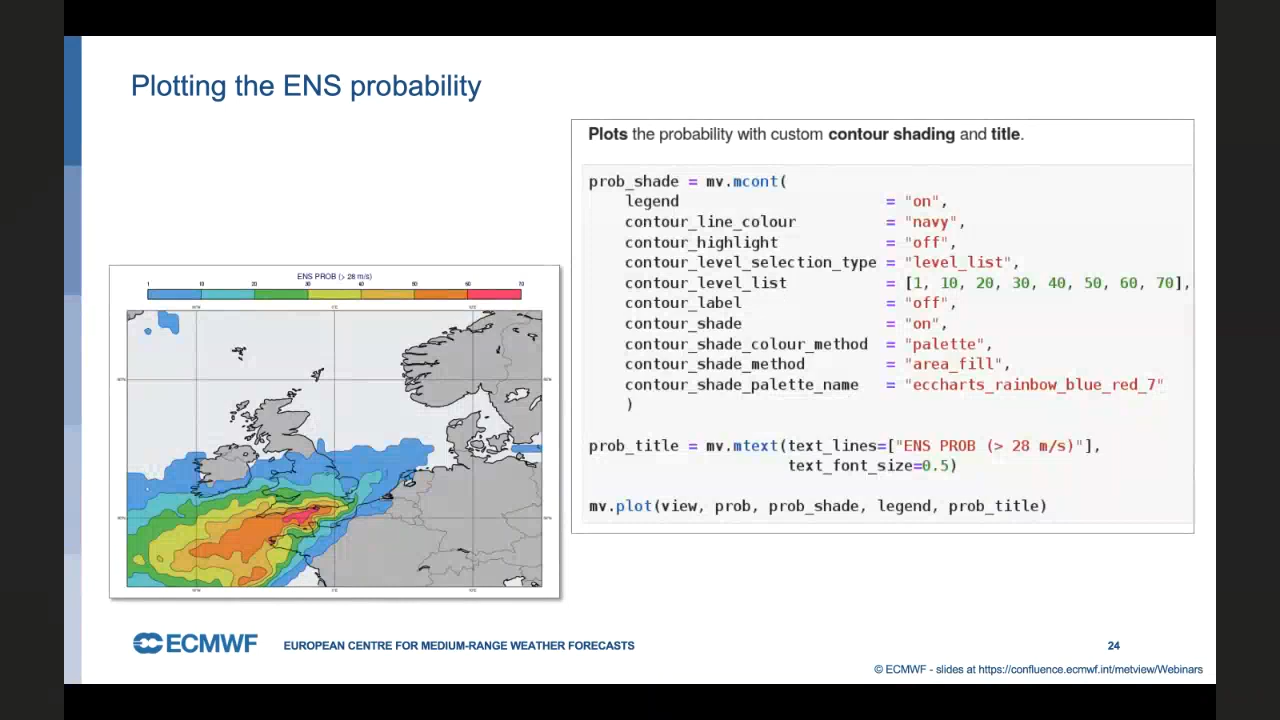 Plotting the ENS probability
Plots the probability with custom contour shading and title.
prob_shade = mv.mcont(
legend = "on",
contour_line_colour = "navy",
contour_highlight = "off",
contour_level_selection_type = "level_list",
contour_level_list = [1, 10, 20, 30, 40, 50, 60, 70],
contour_label = "off",
contour_shade = "on",
contour_shade_colour_method = "palette",
contour_shade_method = "area_fill",
contour_shade_palette_name = "eccharts_rainbow_blue_red_7"
)
prob_title = mv.mtext(text_lines=["ENS PROB (> 28 m/s)"],
text_font_size=0.5)
mv.plot(view, prob, prob_shade, legend, prob_title)
ENS PROB (> 28 m/s)
1 10 20 30 40 50 60 70
ECMWF EUROPEAN CENTRE FOR MEDIUM-RANGE WEATHER FORECASTS
24
© ECMWF - slides at https://confluence.ecmwf.int/metview/Webinars